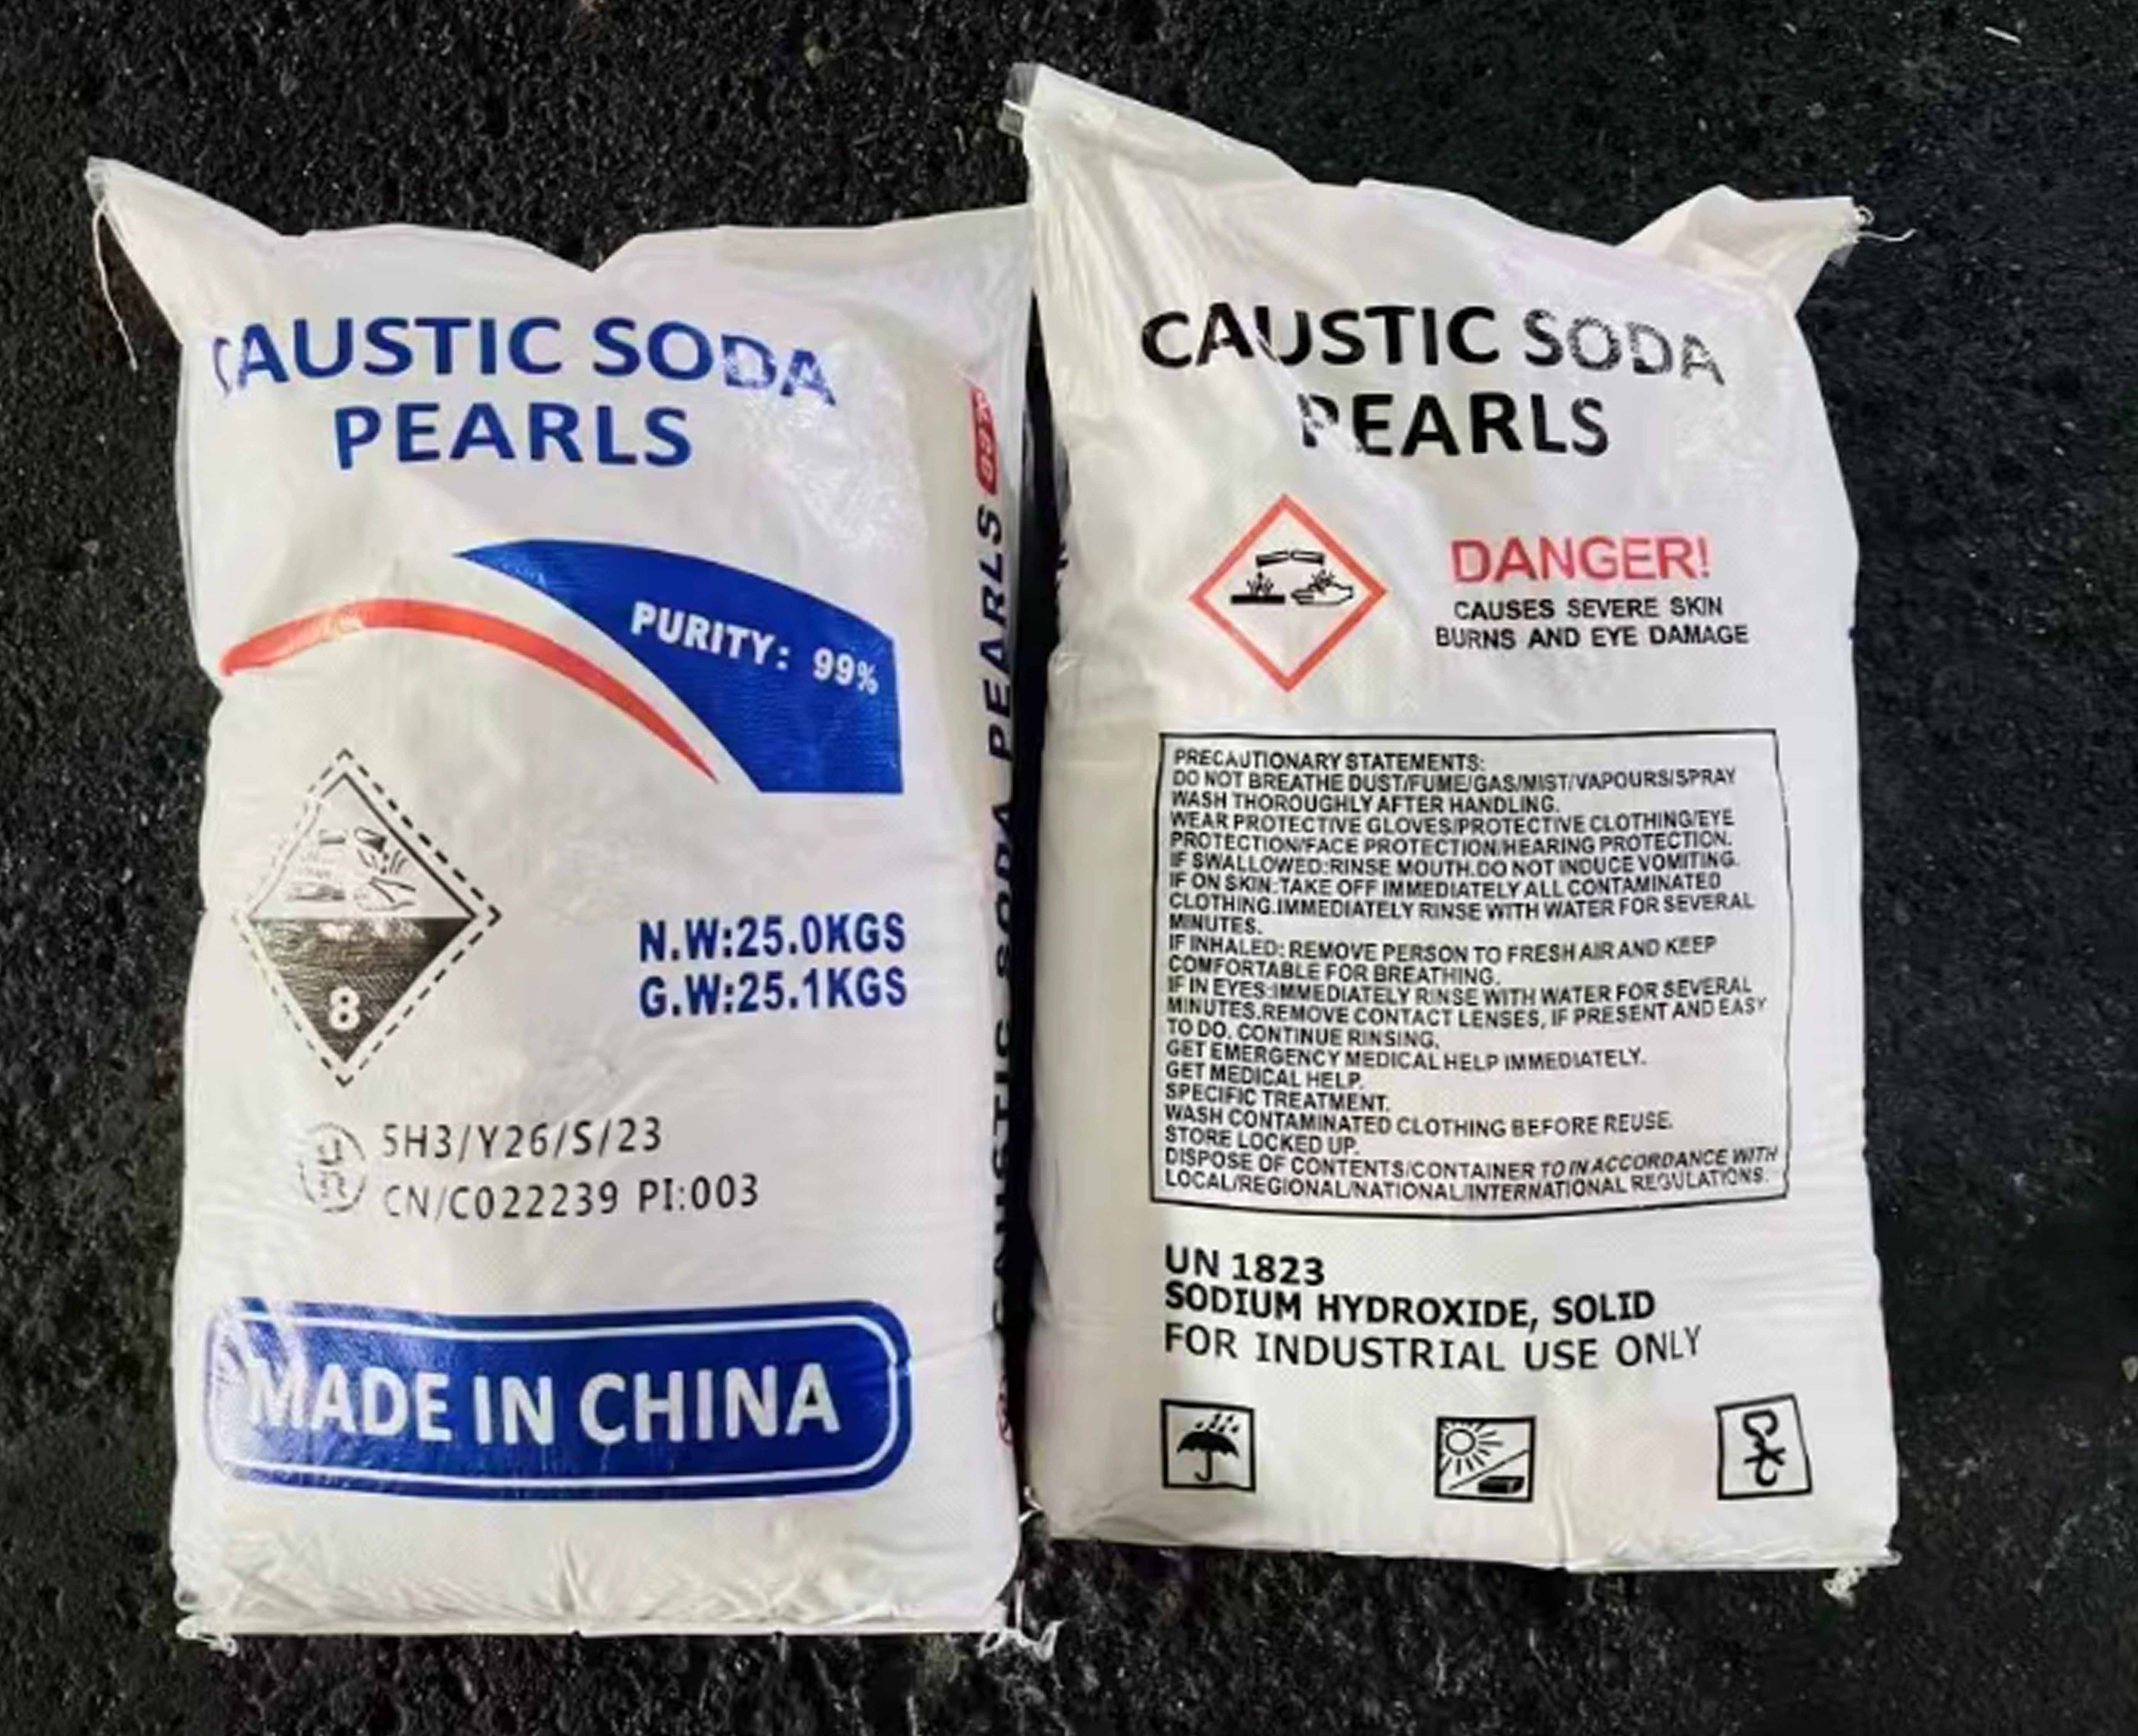 CAUSTIC SODA
PEARLS
PURITY: 99%
8
N.W:25.0KGS
G.W:25.1KGS
5H3/Y26/S/23
CN/C022239 PI:003
MADE IN CHINA
CAUSTIC SODA PEARLS 99%
CAUSTIC SODA
PEARLS
DANGER!
CAUSES SEVERE SKIN
BURNS AND EYE DAMAGE
PRECAUTIONARY STATEMENTS:
DO NOT BREATHE DUST/FUME/GAS/MIST/VAPOURS/SPRAY
WASH THOROUGHLY AFTER HANDLING.
WEAR PROTECTIVE GLOVES/PROTECTIVE CLOTHING/EYE
PROTECTION/FACE PROTECTION/HEARING PROTECTION.
IF SWALLOWED:RINSE MOUTH.DO NOT INDUCE VOMITING.
IF ON SKIN:TAKE OFF IMMEDIATELY ALL CONTAMINATED
CLOTHING.IMMEDIATELY RINSE WITH WATER FOR SEVERAL
MINUTES.
IF INHALED: REMOVE PERSON TO FRESH AIR AND KEEP
COMFORTABLE FOR BREATHING.
IF IN EYES:IMMEDIATELY RINSE WITH WATER FOR SEVERAL
MINUTES.REMOVE CONTACT LENSES, IF PRESENT AND EASY
TO DO. CONTINUE RINSING.
GET EMERGENCY MEDICAL HELP IMMEDIATELY.
GET MEDICAL HELP.
SPECIFIC TREATMENT.
WASH CONTAMINATED CLOTHING BEFORE REUSE.
STORE LOCKED UP.
DISPOSE OF CONTENTS/CONTAINER TO IN ACCORDANCE WITH
LOCAL/REGIONAL/NATIONAL/INTERNATIONAL REGULATIONS.
UN 1823
SODIUM HYDROXIDE, SOLID
FOR INDUSTRIAL USE ONLY